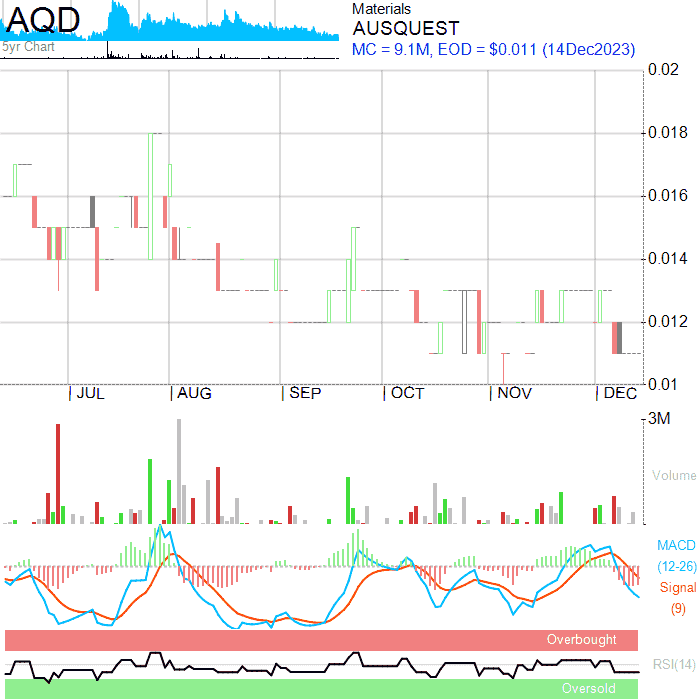 AQD
5yr Chart
Materials
AUSQUEST
MC = 9.1M, EOD = $0.011 (14Dec2023)
0.02
0.018
0.016
0.014
0.012
0.01
JUL AUG SEP OCT NOV DEC
3M
Volume
MACD
(12-26)
Signal
(9)
Overbought
RSI(14)
Oversold